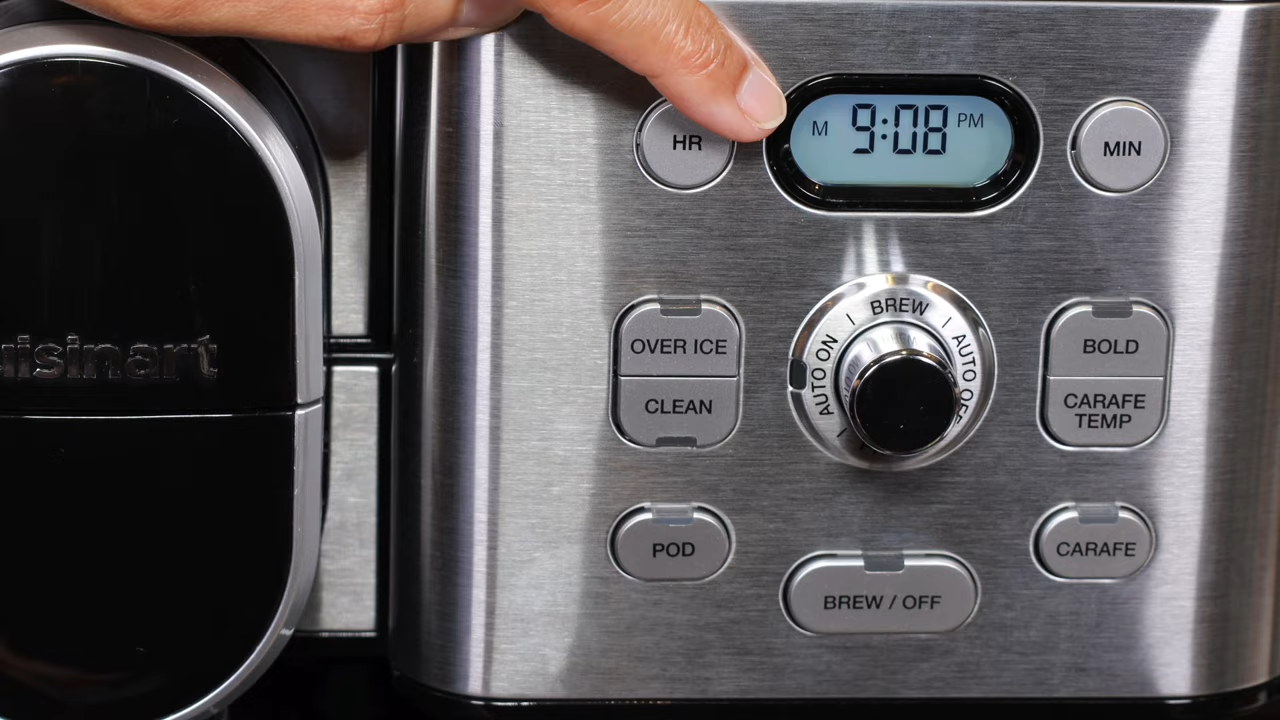 HR
M 9:08 PM
MIN
uisinart
OVER ICE
CLEAN
BREW
AUTO ON
AUTO OFF
BOLD
CARAFE
TEMP
POD
BREW / OFF
CARAFE